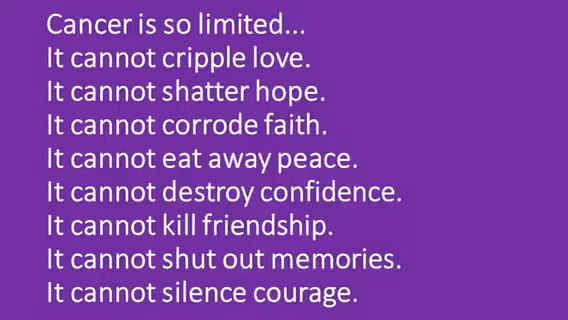 Cancer is so limited...
It cannot cripple love.
It cannot shatter hope.
It cannot corrode faith.
It cannot eat away peace.
It cannot destroy confidence.
It cannot kill friendship.
It cannot shut out memories.
It cannot silence courage.